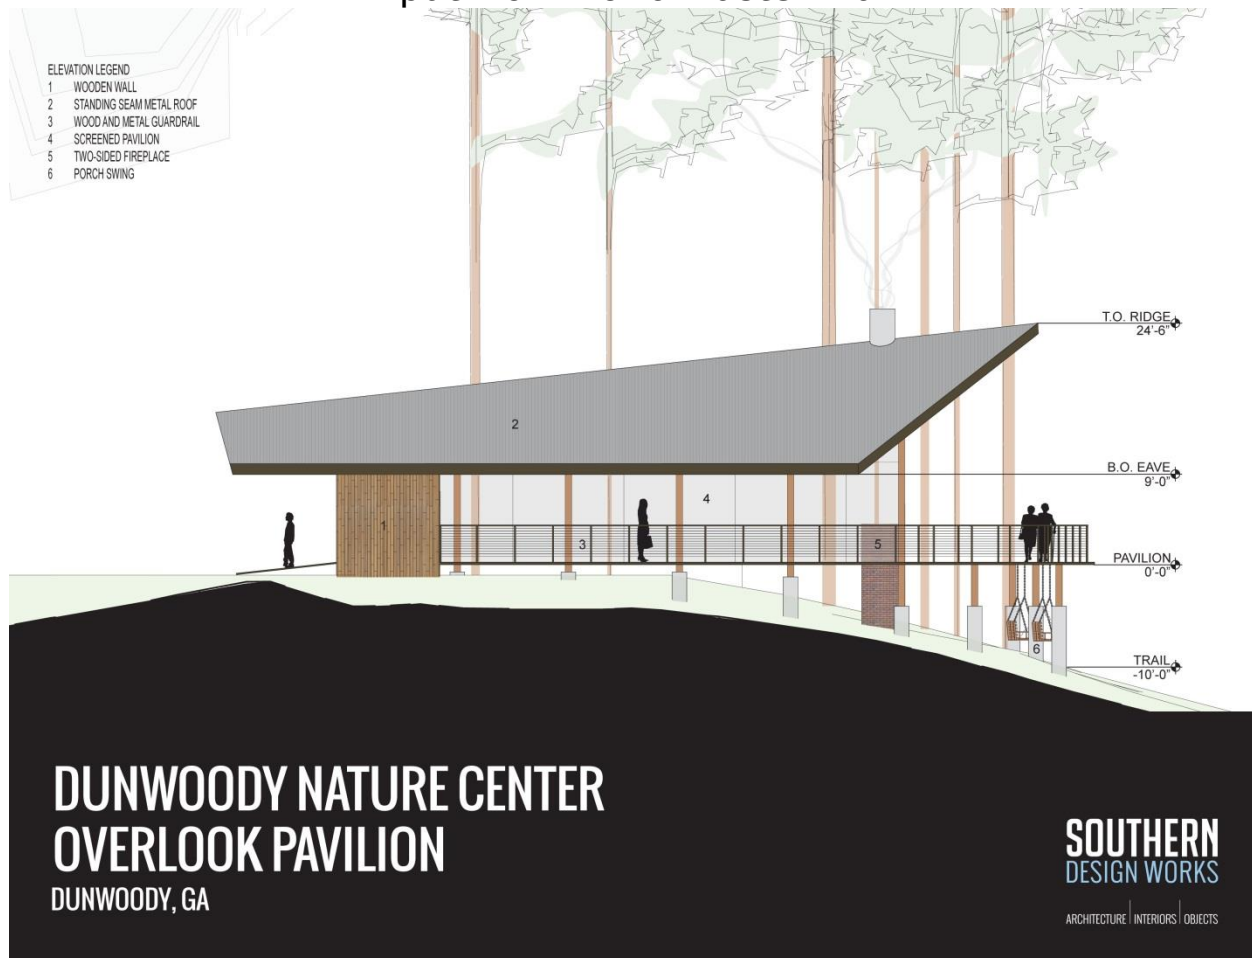 ELEVATION LEGEND
1 WOODEN WALL
2 STANDING SEAM METAL ROOF
3 WOOD AND METAL GUARDRAIL
4 SCREENED PAVILION
5 TWO-SIDED FIREPLACE
6 PORCH SWING
T.O. RIDGE
24'-6"
2
B.O. EAVE
9'-0"
4
1
3
5
PAVILION
0'-0"
6
TRAIL
-10'-0"
DUNWOODY NATURE CENTER
OVERLOOK PAVILION
DUNWOODY, GA
SOUTHERN
DESIGN WORKS
ARCHITECTURE | INTERIORS | OBJECTS